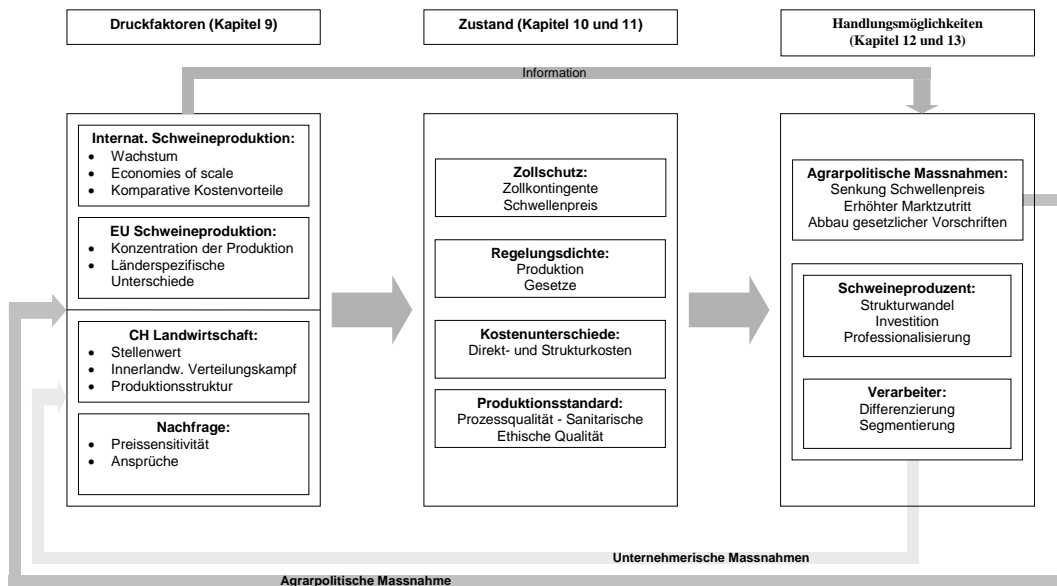 Druckfaktoren (Kapitel 9)
Zustand (Kapitel 10 und 11)
Handlungsmöglichkeiten
(Kapitel 12 und 13)
Information
Internat. Schweineproduktion:
• Wachstum
• Economies of scale
• Komparative Kostenvorteile
EU Schweineproduktion:
• Konzentration der Produktion
• Länderspezifische
Unterschiede
CH Landwirtschaft:
• Stellenwert
• Innerlandw. Verteilungskampf
• Produktionsstruktur
Nachfrage:
• Preissensitivität
• Ansprüche
Zollschutz:
Zollkontingente
Schwellenpreis
Regelungsdichte:
Produktion
Gesetze
Kostenunterschiede:
Direkt- und Strukturkosten
Produktionsstandard:
Prozessqualität - Sanitarische
Ethische Qualität
Agrarpolitische Massnahmen:
Senkung Schwellenpreis
Erhöhter Marktzutritt
Abbau gesetzlicher Vorschriften
Schweineproduzent:
Strukturwandel
Investition
Professionalisierung
Verarbeiter:
Differenzierung
Segmentierung
Unternehmerische Massnahmen
Agrarpolitische Massnahme